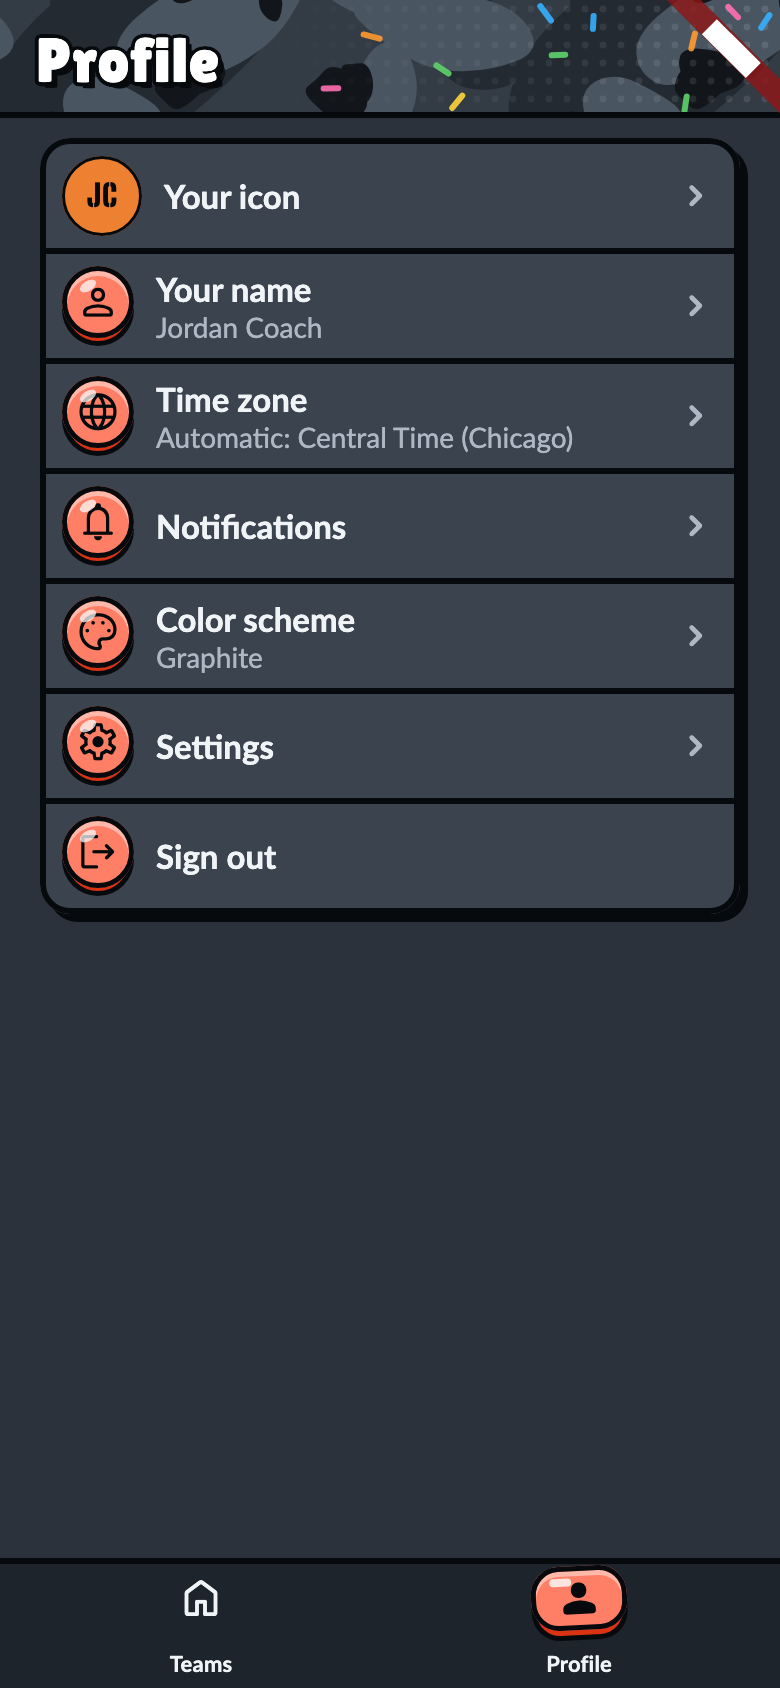 Profile
JC
Your icon
Your name
Jordan Coach
Time zone
Automatic: Central Time (Chicago)
Notifications
Color scheme
Graphite
Settings
Sign out
Teams
Profile